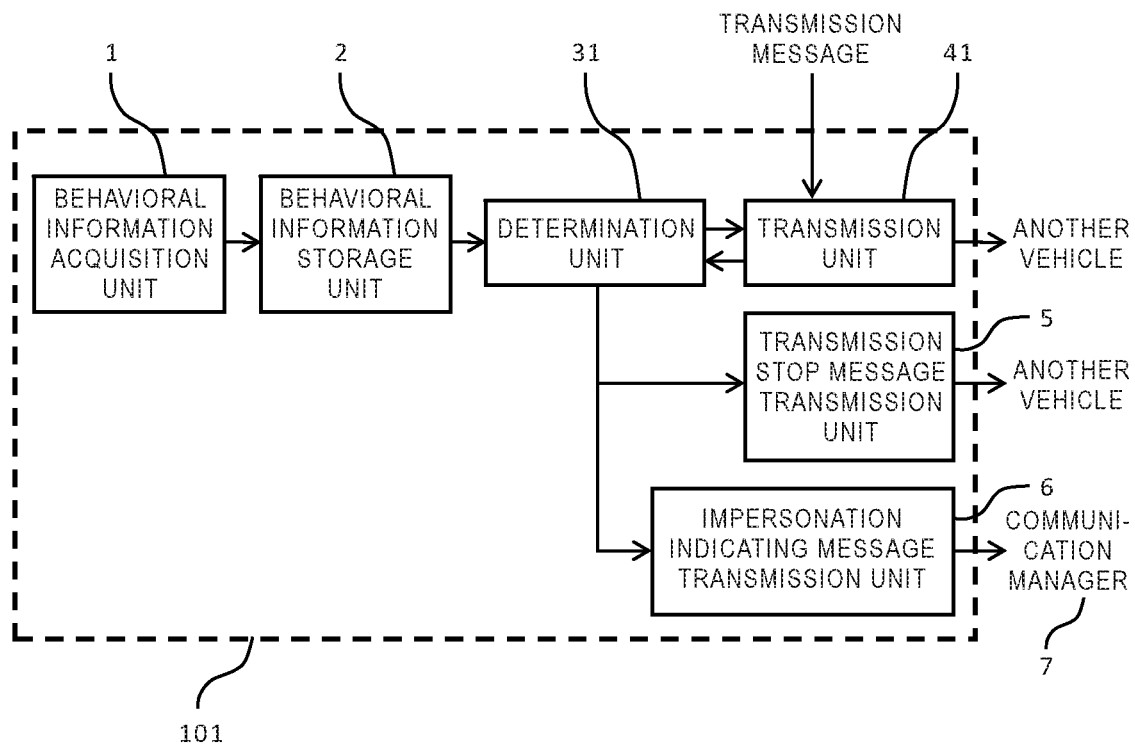 TRANSMISSION
MESSAGE
1
2
31
41
BEHAVIORAL
INFORMATION
ACQUISITION
UNIT
BEHAVIORAL
INFORMATION
STORAGE
UNIT
DETERMINATION
UNIT
TRANSMISSION
UNIT
ANOTHER
VEHICLE
5
TRANSMISSION
STOP MESSAGE
TRANSMISSION
UNIT
ANOTHER
VEHICLE
6
IMPERSONATION
INDICATING MESSAGE
TRANSMISSION UNIT
COMMUNI-
CATION
MANAGER
7
101